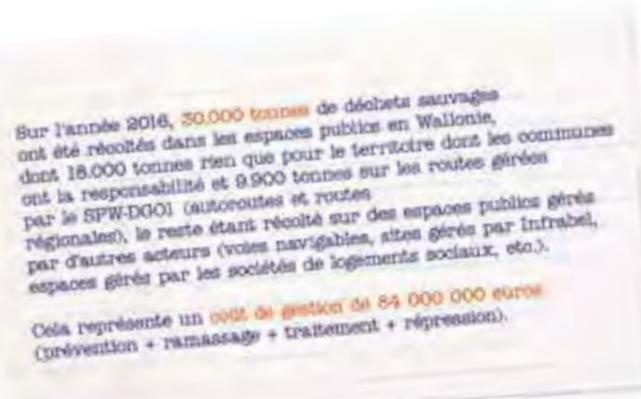 Sur l'année 2016, 30.000 tonnes de déchets sauvages
ont été récoltés dans les espaces publics en Wallonie,
dont 18.000 tonnes rien que pour le territoire dont les communes
ont la responsabilité et 9.900 tonnes sur les routes gérées
par le SPW-DGO1 (autoroutes et routes
régionales), le reste étant récolté sur des espaces publics gérés
par d'autres acteurs (voies navigables, sites gérés par Infrabel,
espaces gérés par les sociétés de logements sociaux, etc.).
Cela représente un coût de gestion de 84 000 000 euros
(prévention + ramassage + traitement + répression).